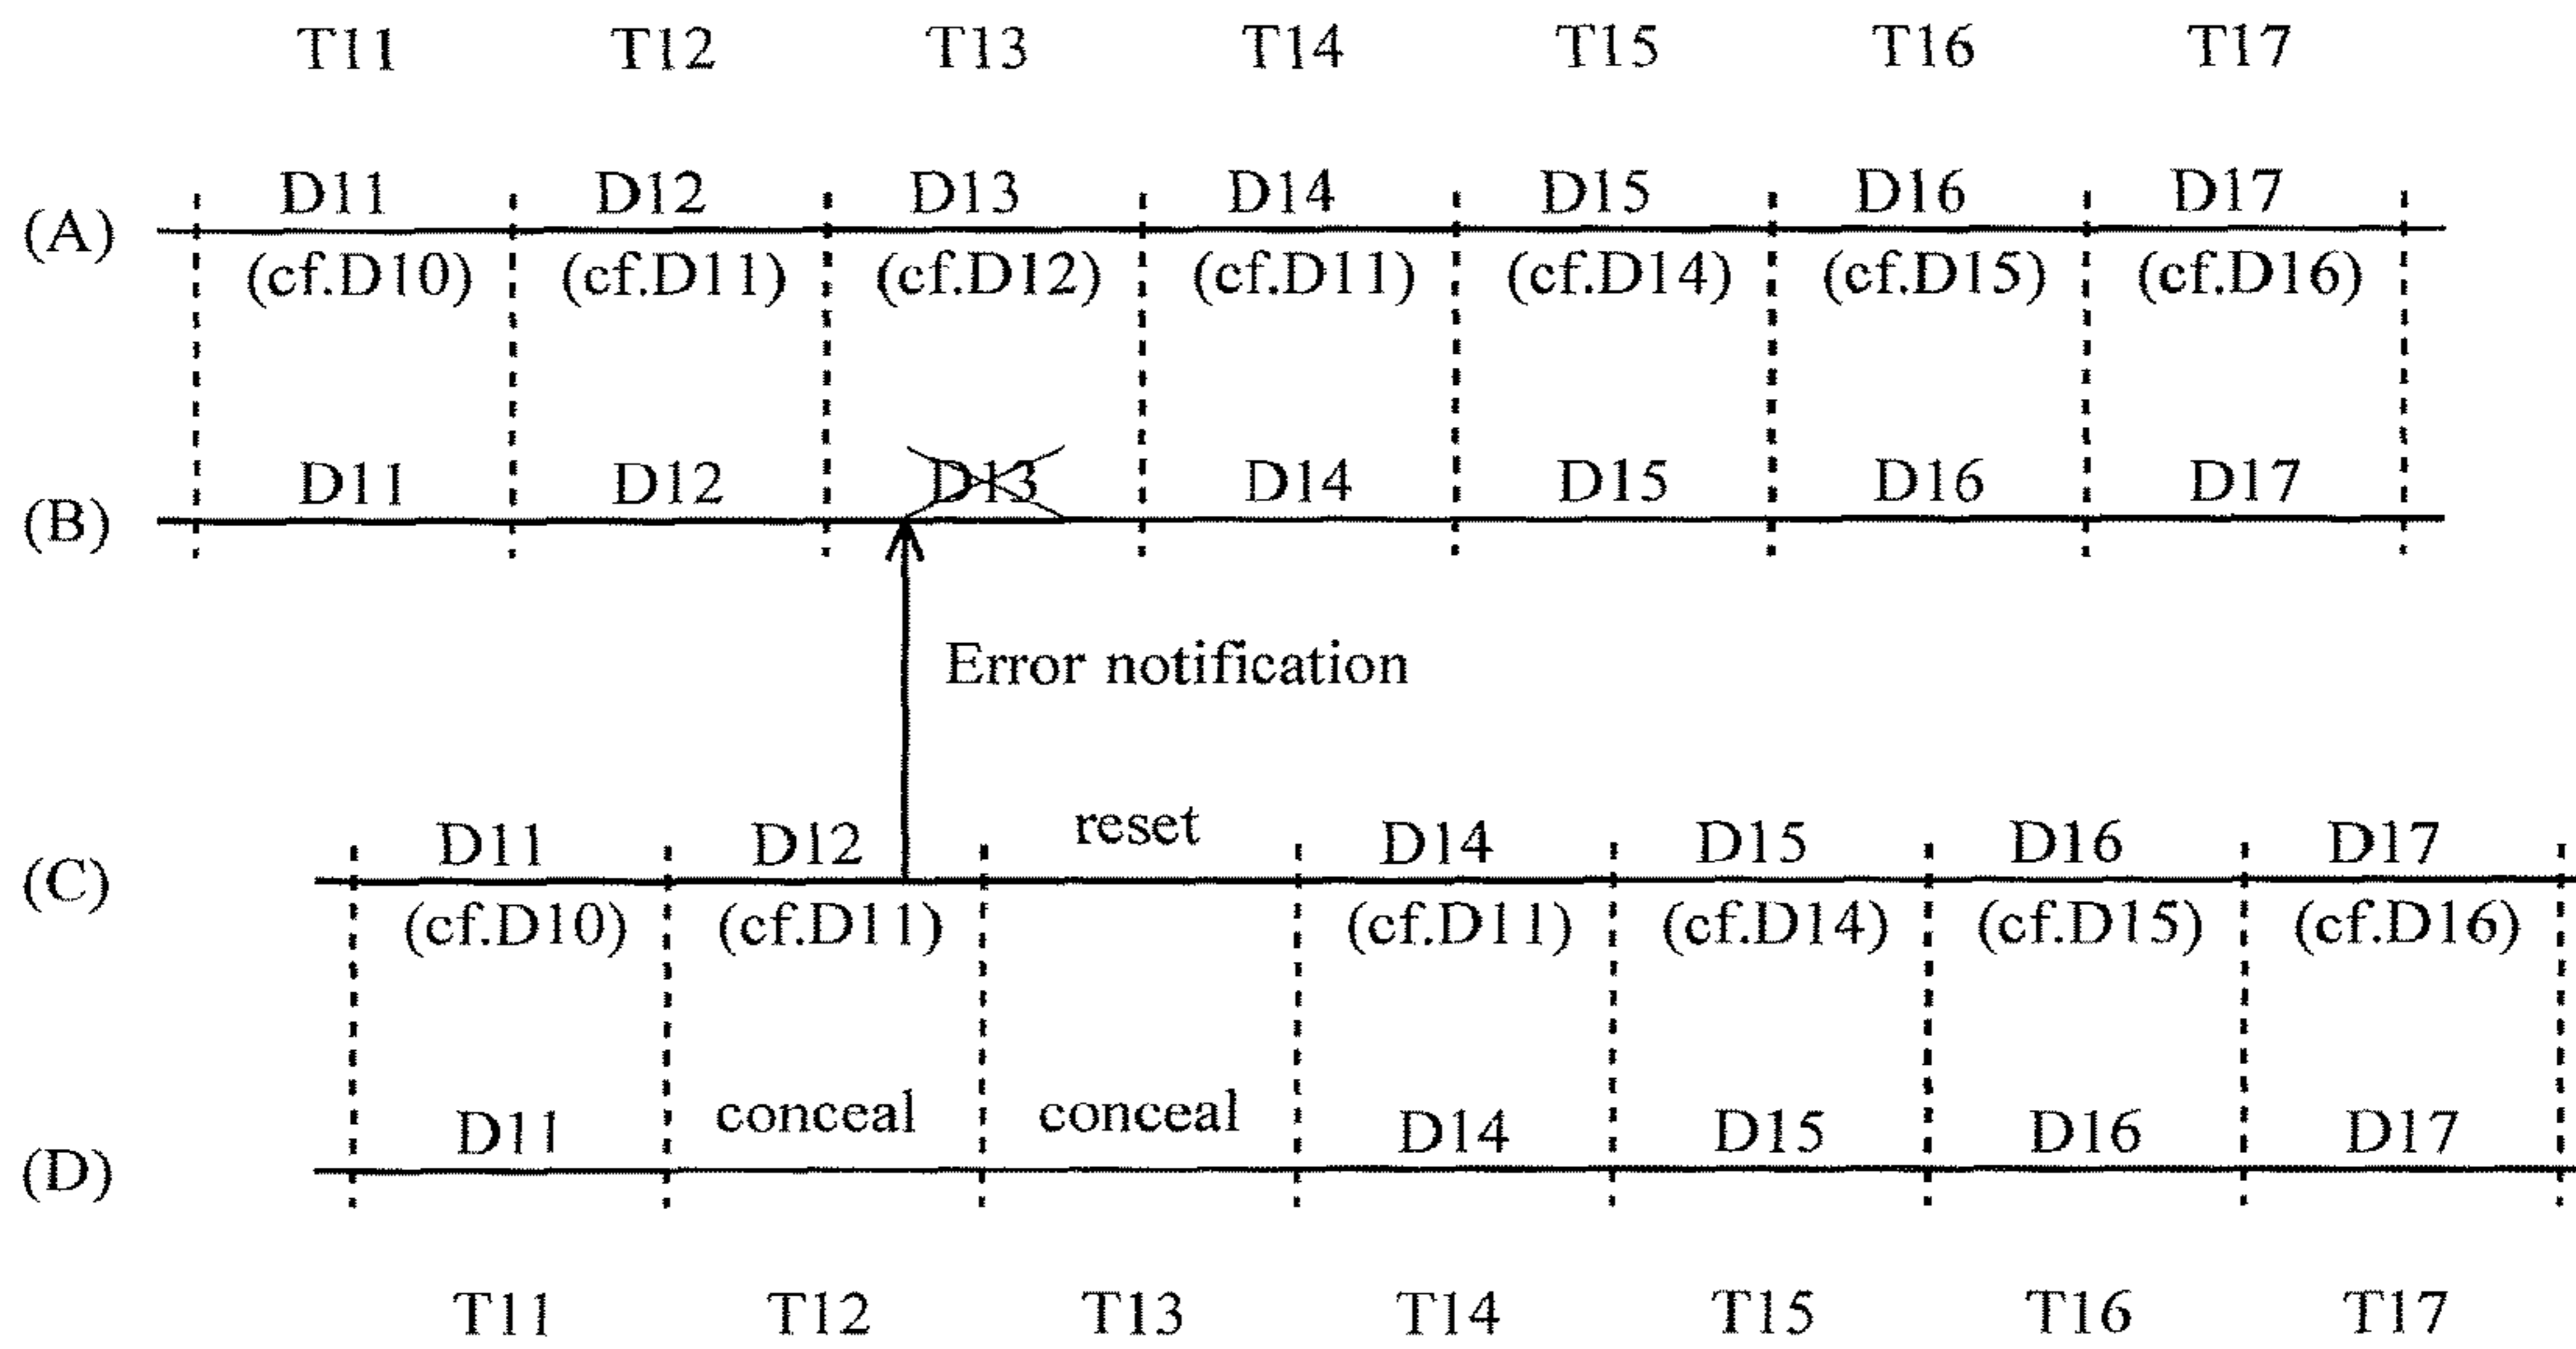 T11 T12 T13 T14 T15 T16 T17
D11 D12 D13 D14 D15 D16 D17
(A)
(cf.D10) (cf.D11) (cf.D12) (cf.D11) (cf.D14) (cf.D15) (cf.D16)
D11 D12 D13 D14 D15 D16 D17
(B)
Error notification
D11 D12 reset D14 D15 D16 D17
(C)
(cf.D10) (cf.D11) (cf.D11) (cf.D14) (cf.D15) (cf.D16)
D11 conceal conceal D14 D15 D16 D17
(D)
T11 T12 T13 T14 T15 T16 T17